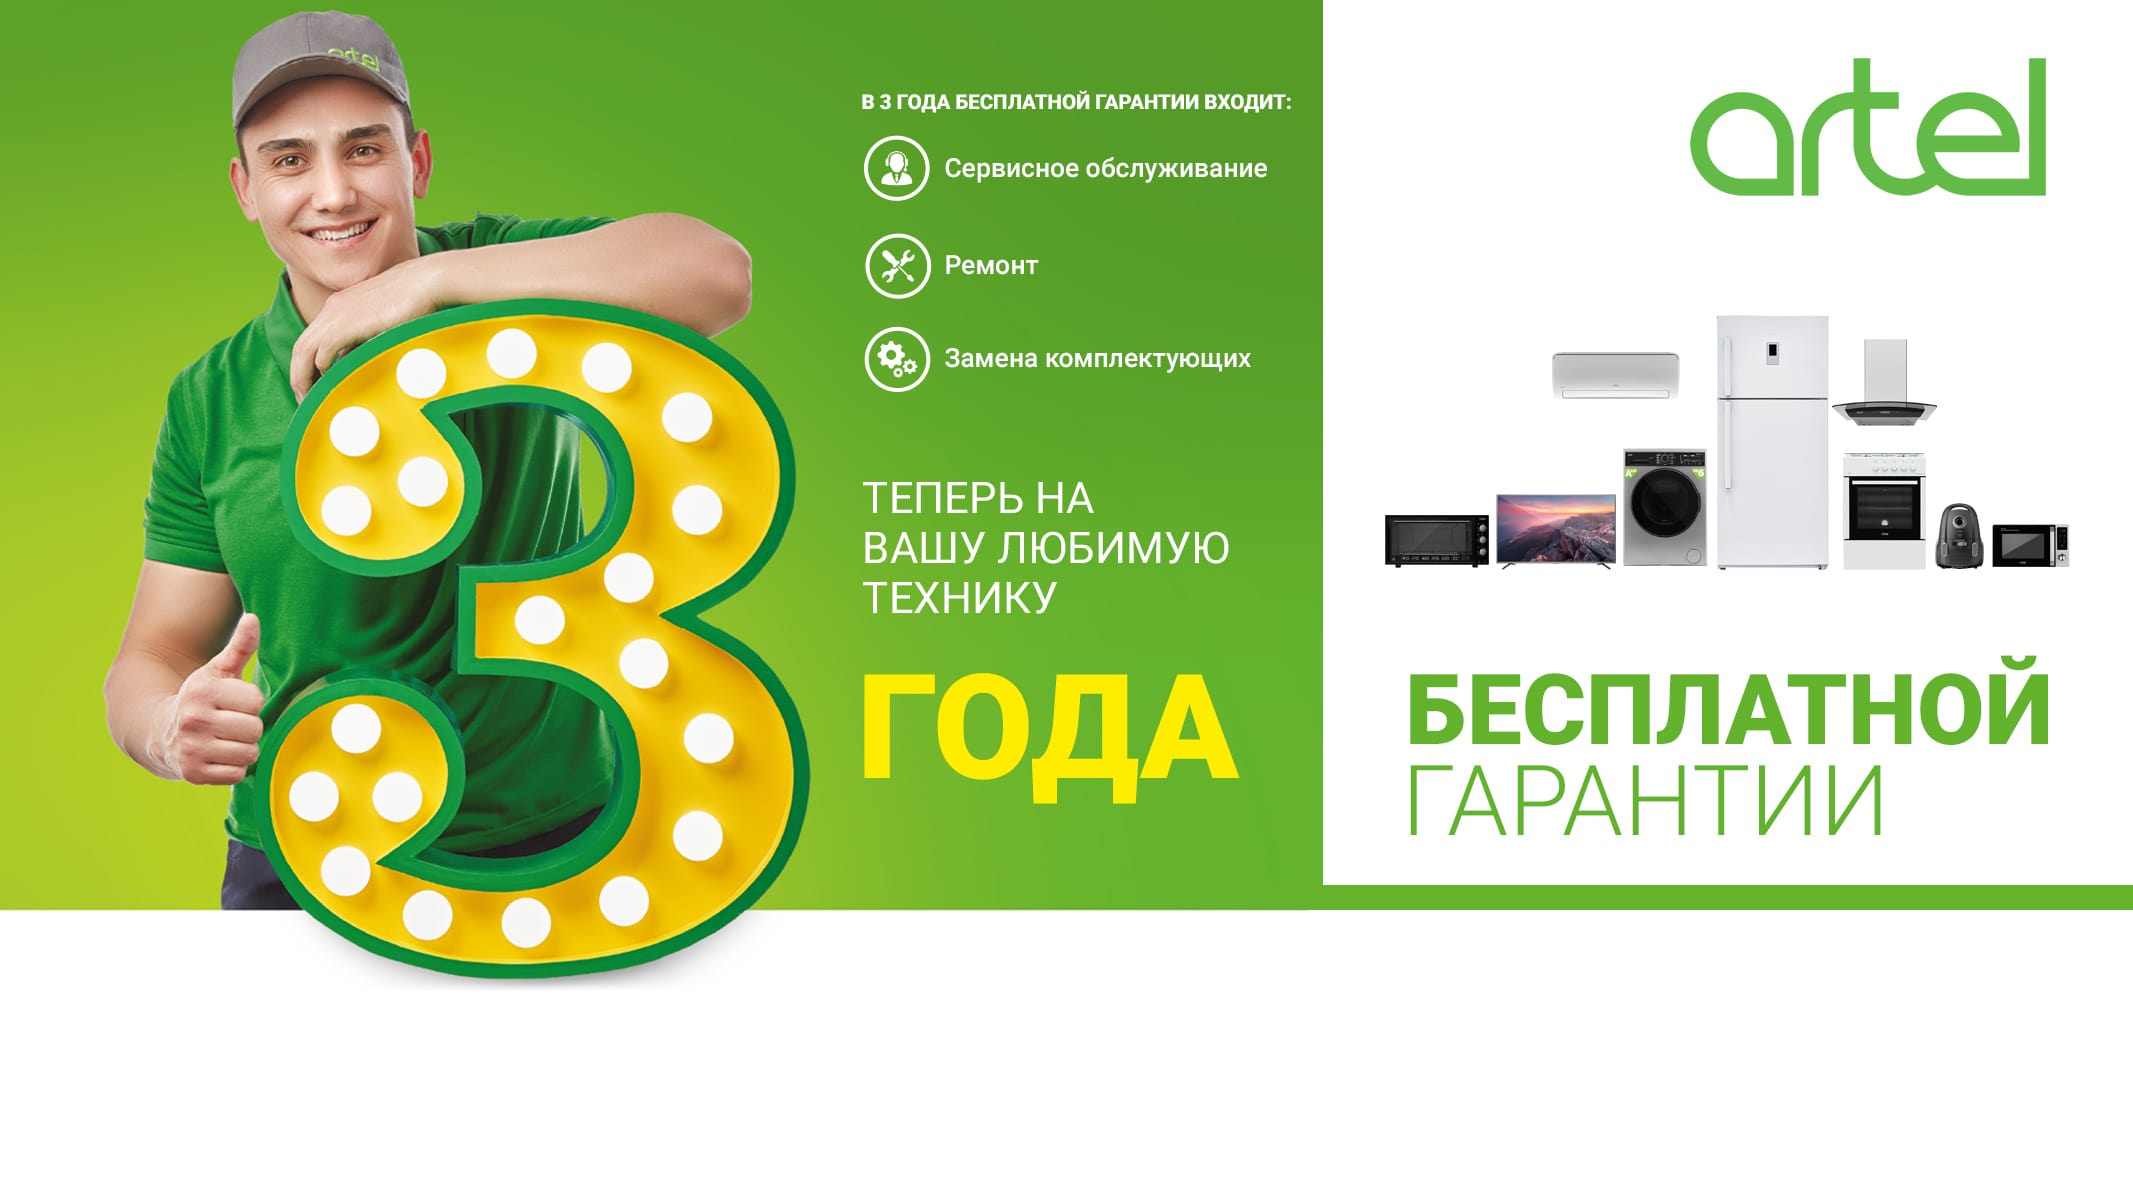 artel
В 3 ГОДА БЕСПЛАТНОЙ ГАРАНТИИ ВХОДИТ:
Сервисное обслуживание
Ремонт
Замена комплектующих
3
ТЕПЕРЬ НА
ВАШУ ЛЮБИМУЮ
ТЕХНИКУ
ГОДА
artel
БЕСПЛАТНОЙ
ГАРАНТИИ